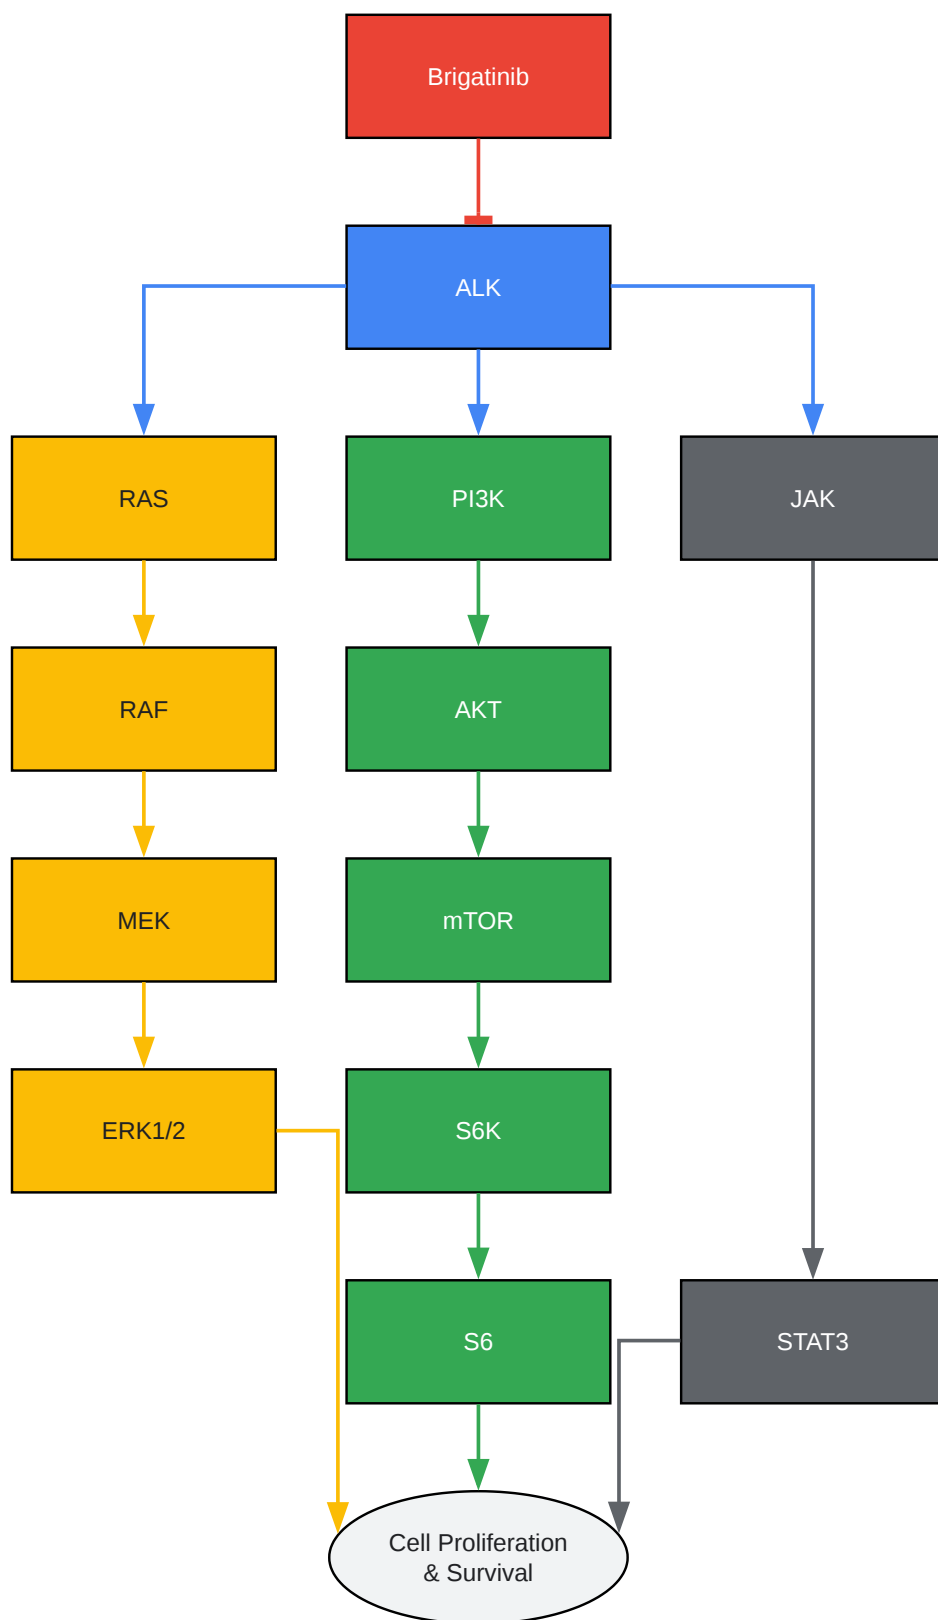 Brigatinib
ALK
RAS
PI3K
JAK
RAF
AKT
MEK
mTOR
ERK1/2
S6K
S6
STAT3
Cell Proliferation
& Survival